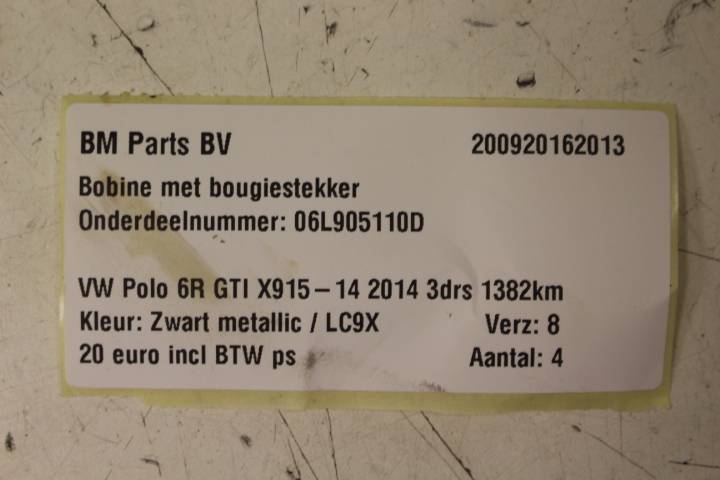 BM Parts BV 200920162013
Bobine met bougiestekker
Onderdeelnummer: 06L905110D
VW Polo 6R GTI X915-14 2014 3drs 1382km
Kleur: Zwart metallic / LC9X Verz: 8
20 euro incl BTW ps Aantal: 4